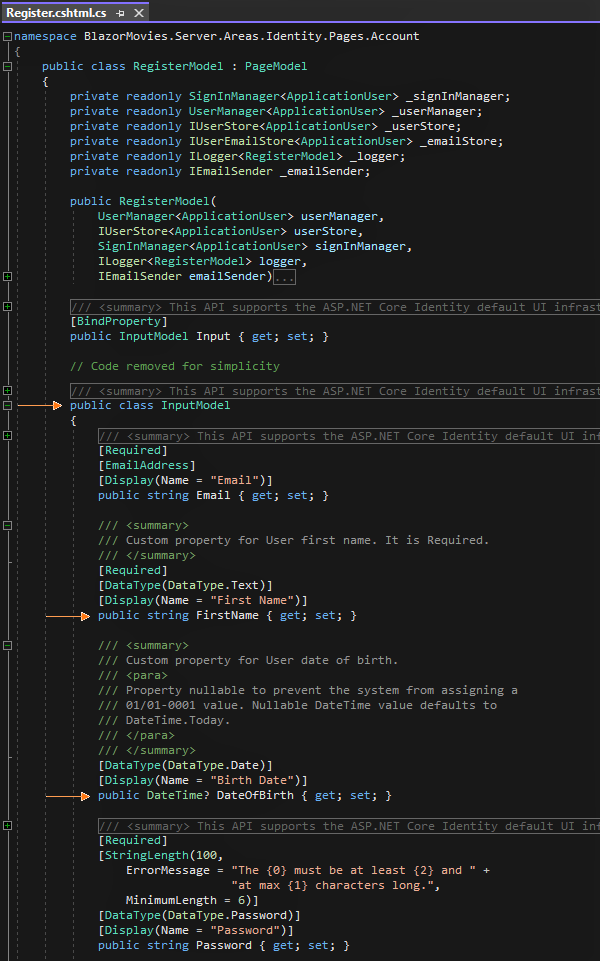 Register.cshtml.cs
namespace BlazorMovies.Server.Areas.Identity.Pages.Account
{
public class RegisterModel : PageModel
{
private readonly SignInManager<ApplicationUser> _signInManager;
private readonly UserManager<ApplicationUser> _userManager;
private readonly IUserStore<ApplicationUser> _userStore;
private readonly IUserEmailStore<ApplicationUser> _emailStore;
private readonly ILogger<RegisterModel> _logger;
private readonly IEmailSender _emailSender;
public RegisterModel(
UserManager<ApplicationUser> userManager,
IUserStore<ApplicationUser> userStore,
SignInManager<ApplicationUser> signInManager,
ILogger<RegisterModel> logger,
IEmailSender emailSender)...
/// <summary> This API supports the ASP.NET Core Identity default UI infrast
[BindProperty]
public InputModel Input { get; set; }
// Code removed for simplicity
/// <summary> This API supports the ASP.NET Core Identity default UI infrast
public class InputModel
{
/// <summary> This API supports the ASP.NET Core Identity default UI inf
[Required]
[EmailAddress]
[Display(Name = "Email")]
public string Email { get; set; }
/// <summary>
/// Custom property for User first name. It is Required.
/// </summary>
[Required]
[DataType(DataType.Text)]
[Display(Name = "First Name")]
public string FirstName { get; set; }
/// <summary>
/// Custom property for User date of birth.
/// <para>
/// Property nullable to prevent the system from assigning a
/// 01/01-0001 value. Nullable DateTime value defaults to
/// DateTime.Today.
/// </para>
/// </summary>
[DataType(DataType.Date)]
[Display(Name = "Birth Date")]
public DateTime? DateOfBirth { get; set; }
/// <summary> This API supports the ASP.NET Core Identity default UI inf
[Required]
[StringLength(100,
ErrorMessage = "The {0} must be at least {2} and " +
"at max {1} characters long.",
MinimumLength = 6)]
[DataType(DataType.Password)]
[Display(Name = "Password")]
public string Password { get; set; }